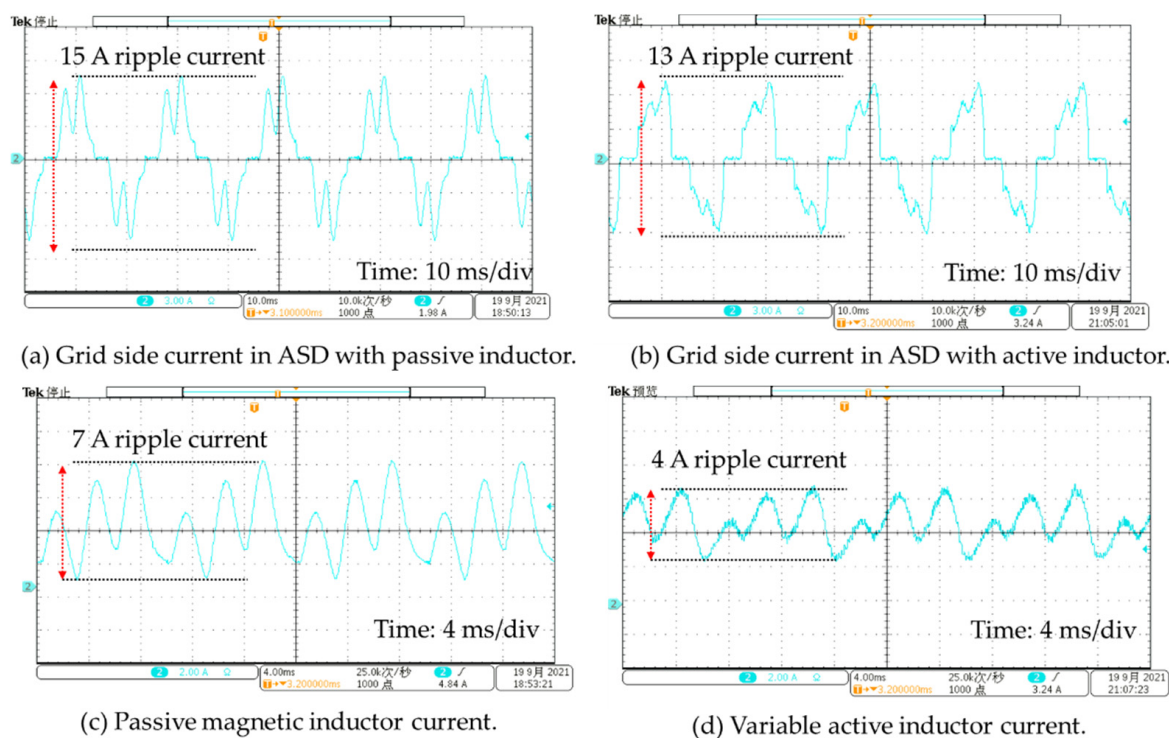 Tek 停止
T
T
15 A ripple current
2
Time: 10 ms/div
2 3.00 A Ω
10.0ms 10.0k次/秒 2 ∫
T→▼3.100000ms 1000 点 1.98 A
19 9月 2021
18:50:13
(a) Grid side current in ASD with passive inductor.
Tek 停止
T
T
13 A ripple current
2
Time: 10 ms/div
2 3.00 A Ω
10.0ms 10.0k次/秒 2 ∫
T→▼3.200000ms 1000 点 3.24 A
19 9月 2021
21:05:01
(b) Grid side current in ASD with active inductor.
Tek 停止
T
T
7 A ripple current
2
Time: 4 ms/div
2 2.00 A Ω
4.00ms 25.0k次/秒 2 ∫
T→▼3.200000ms 1000 点 4.84 A
19 9月 2021
18:53:21
(c) Passive magnetic inductor current.
Tek 预览
T
T
4 A ripple current
2
Time: 4 ms/div
2 2.00 A Ω
4.00ms 25.0k次/秒 2 ∫
T→▼3.200000ms 1000 点 3.24 A
19 9月 2021
21:07:23
(d) Variable active inductor current.